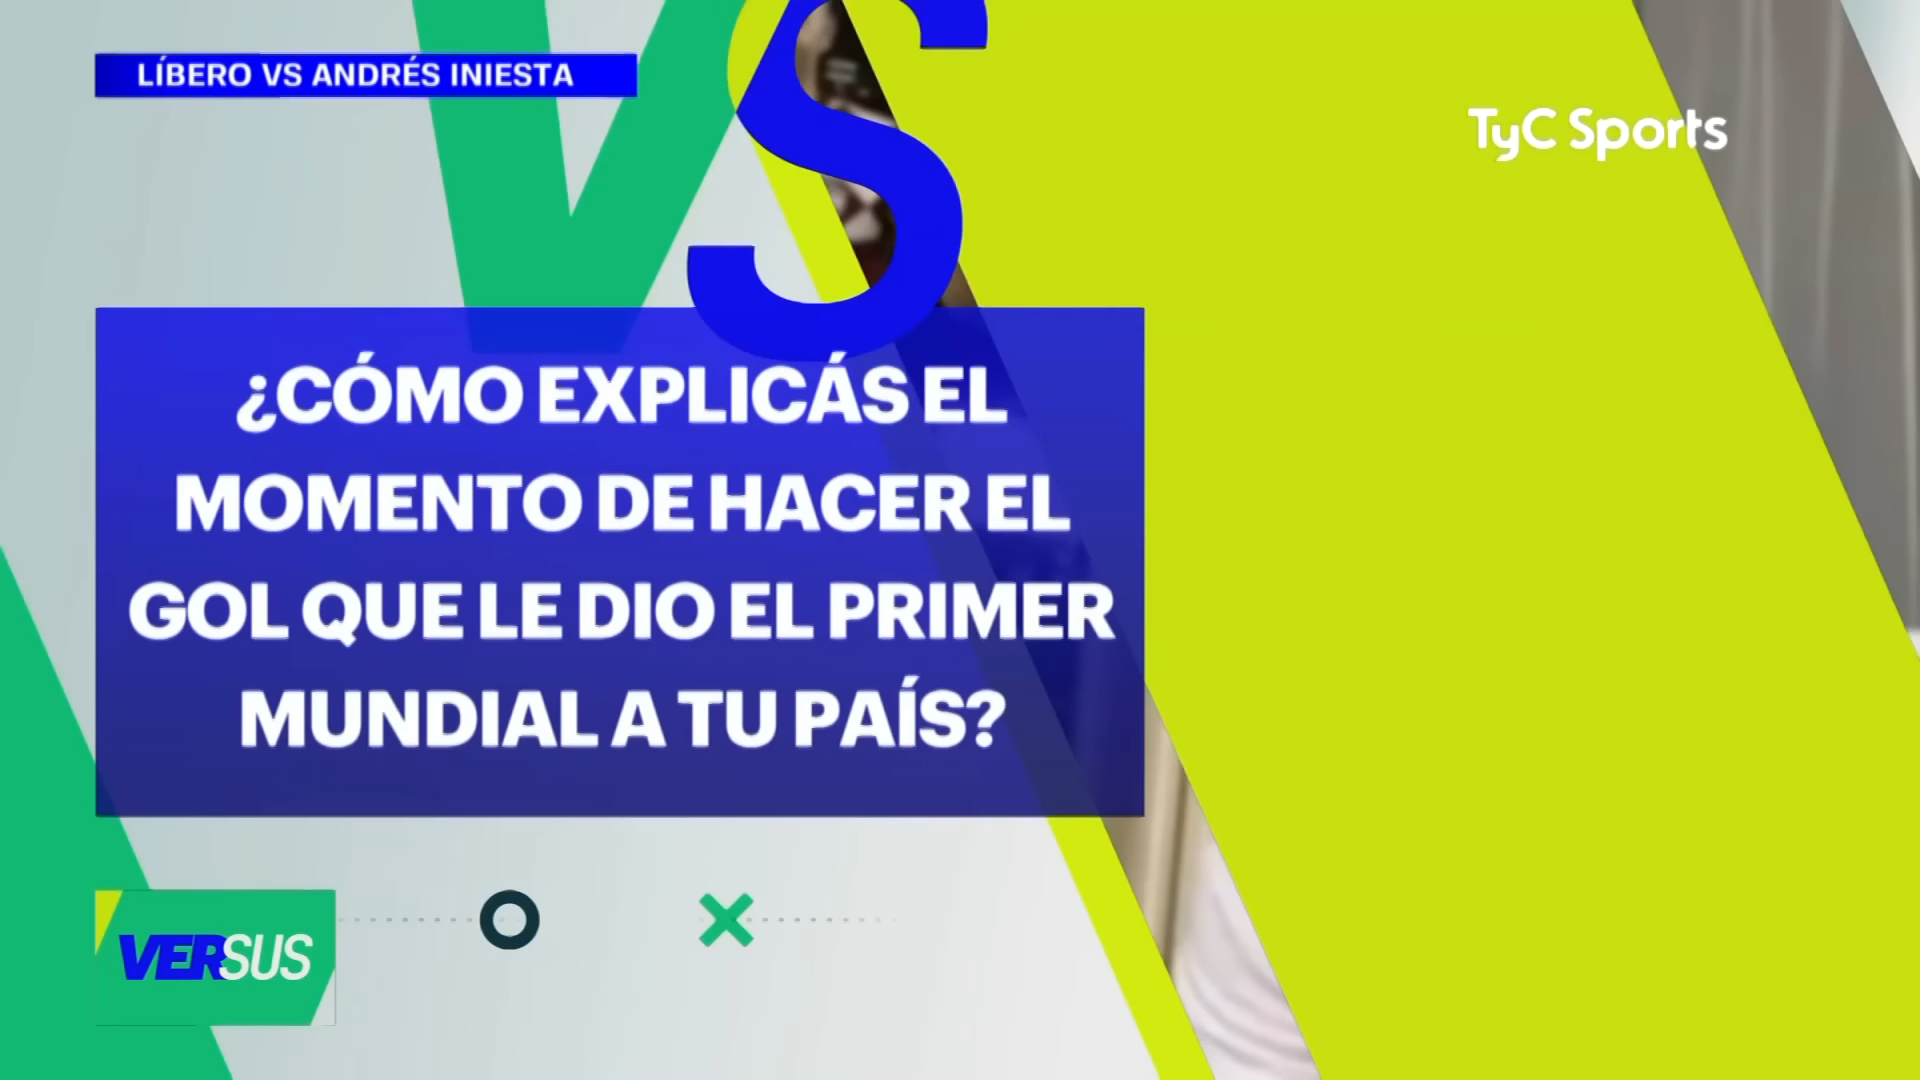 LÍBERO VS ANDRÉS INIESTA
VS
TyC Sports
¿CÓMO EXPLICÁS EL
MOMENTO DE HACER EL
GOL QUE LE DIO EL PRIMER
MUNDIAL A TU PAÍS?
VERSUS